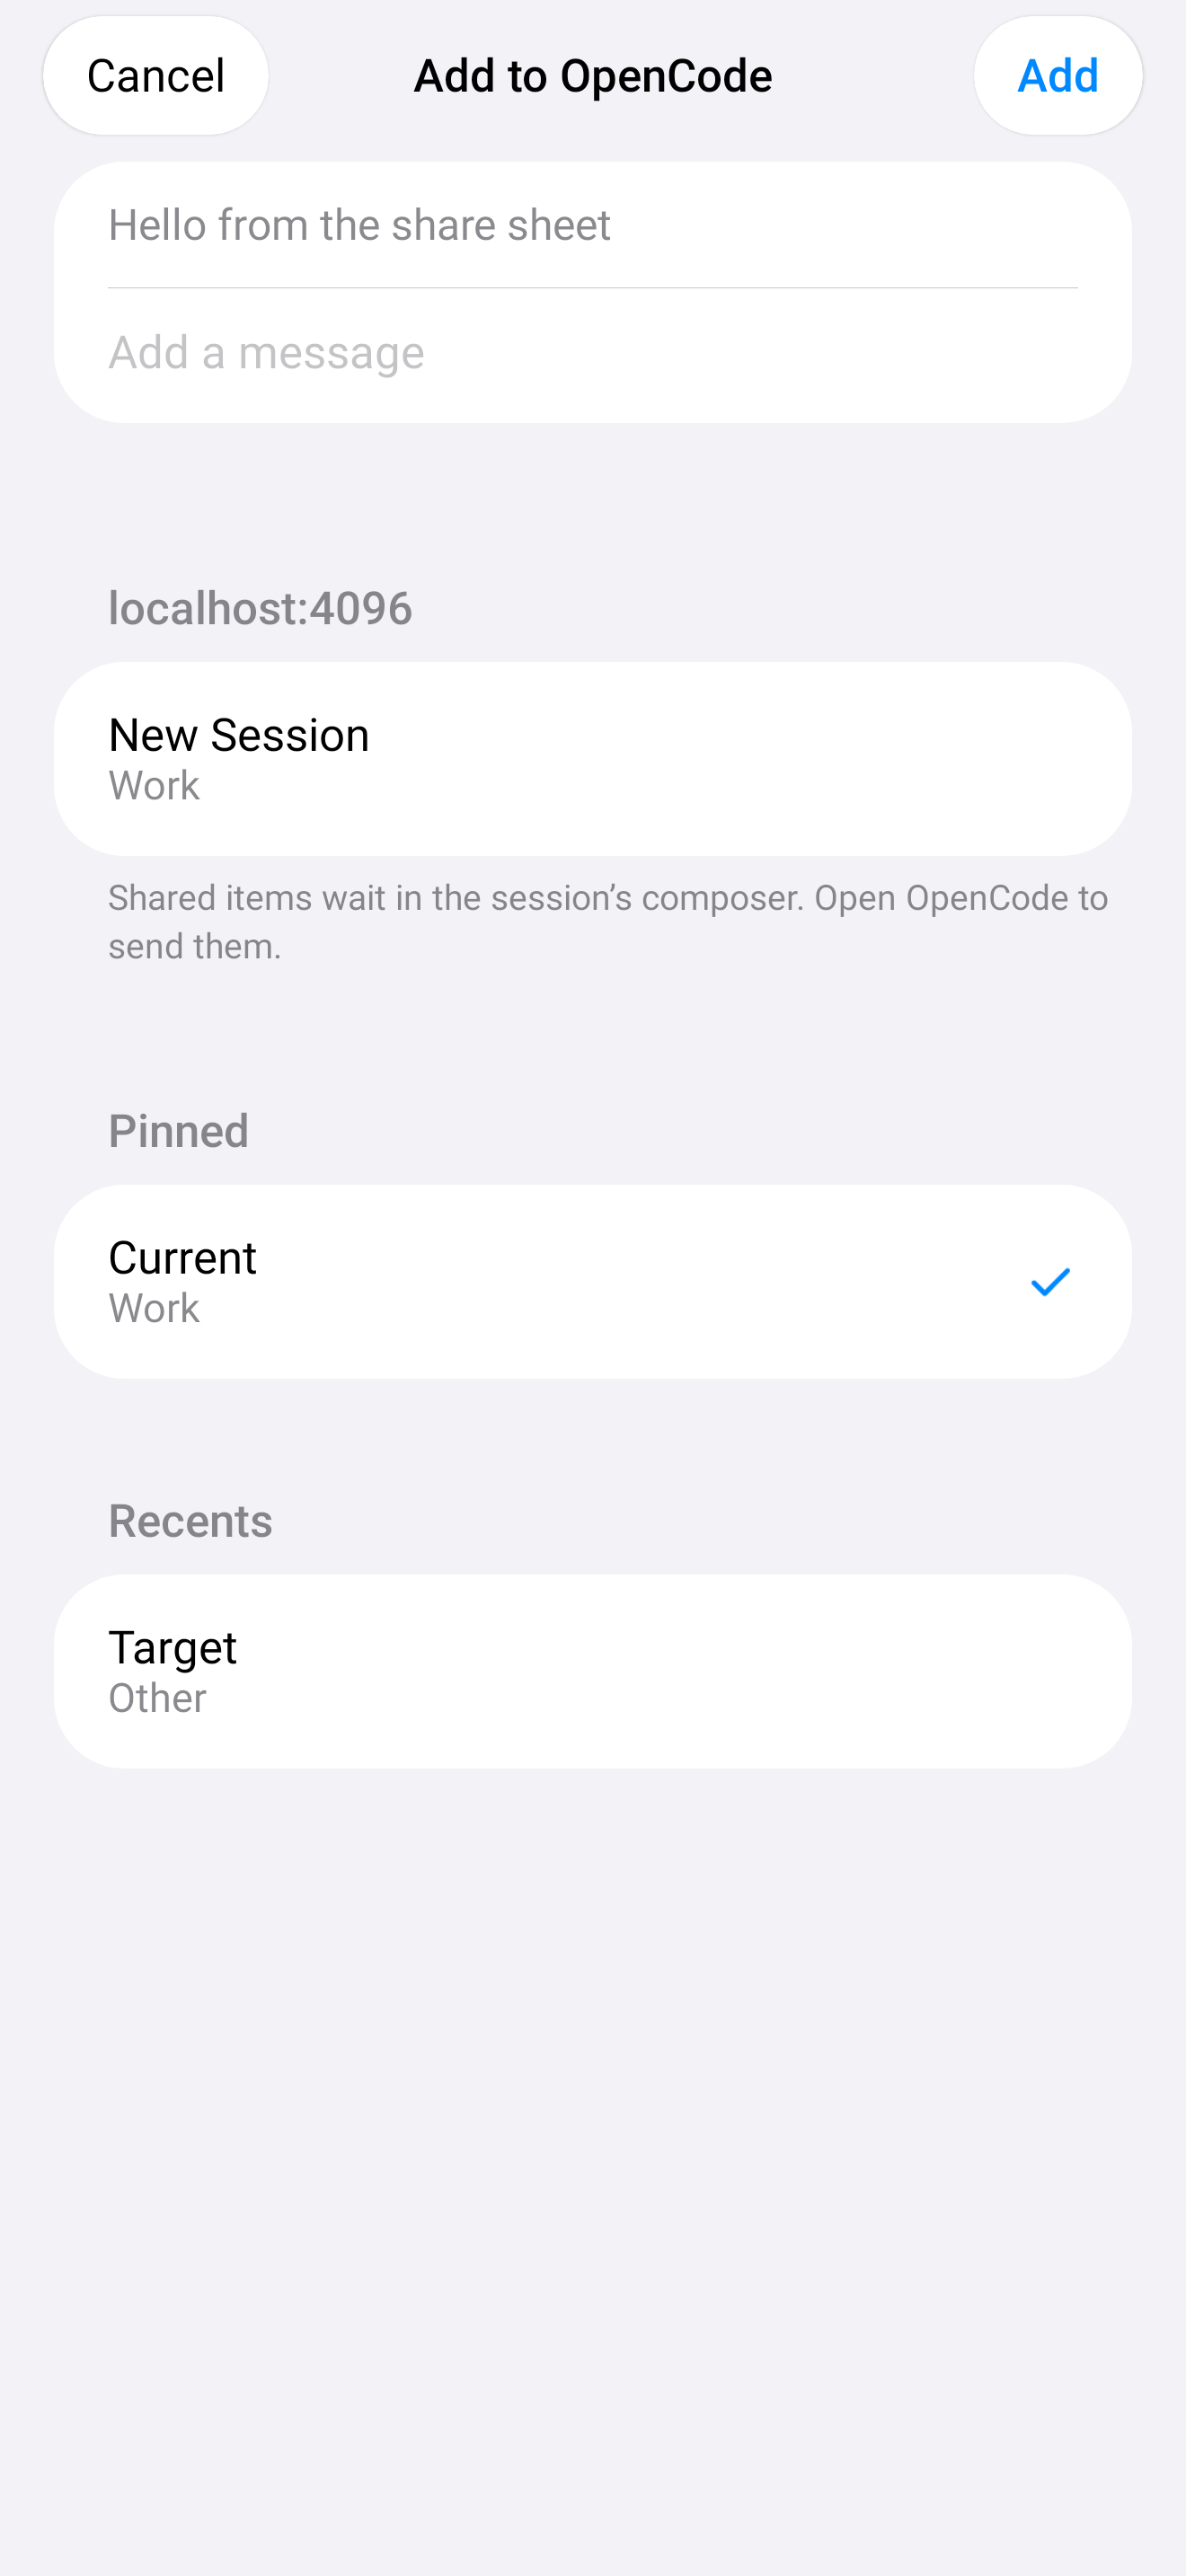 Cancel
Add to OpenCode
Add
Hello from the share sheet
Add a message
localhost:4096
New Session
Work
Shared items wait in the session’s composer. Open OpenCode to
send them.
Pinned
Current
Work
Recents
Target
Other